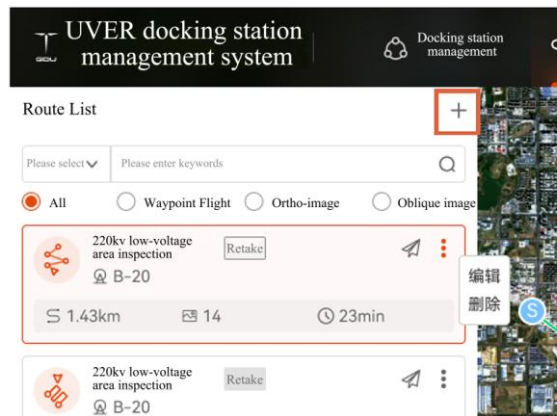 UVER docking station
management system
GDU
Docking station
management
Route List
Please select
Please enter keywords
All
Waypoint Flight
Ortho-image
Oblique image
220kv low-voltage
area inspection
Retake
B-20
1.43km
14
23min
编辑
删除
S
220kv low-voltage
area inspection
Retake
B-20